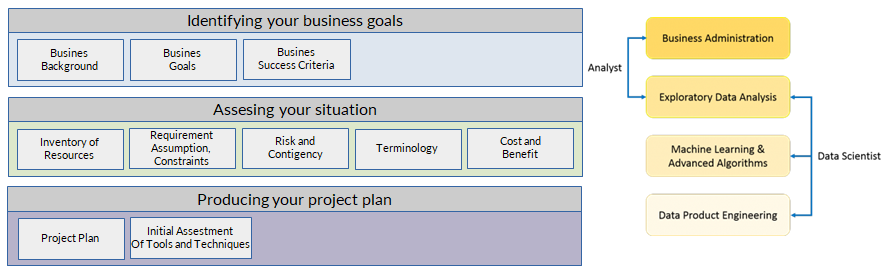 Identifying your business goals
Busines
Background
Busines
Goals
Busines
Success Criteria
Assesing your situation
Inventory of
Resources
Requirement
Assumption,
Constraints
Risk and
Contigency
Terminology
Cost and
Benefit
Producing your project plan
Project Plan
Initial Assestment
Of Tools and Techniques
Business Administration
Analyst
Exploratory Data Analysis
Machine Learning &
Advanced Algorithms
Data Scientist
Data Product Engineering